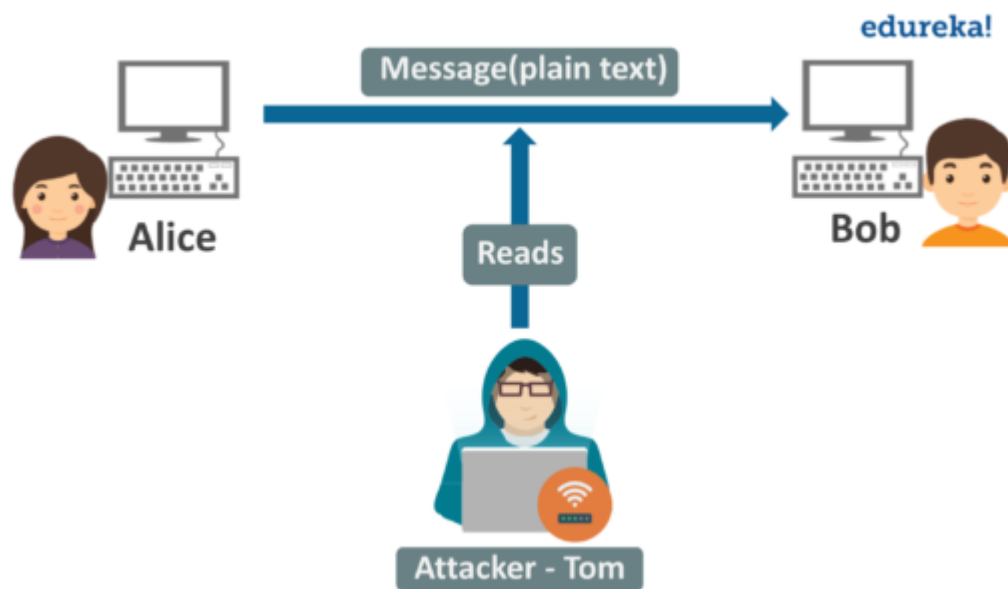 edureka!
Message(plain text)
Alice
Bob
Reads
Attacker - Tom